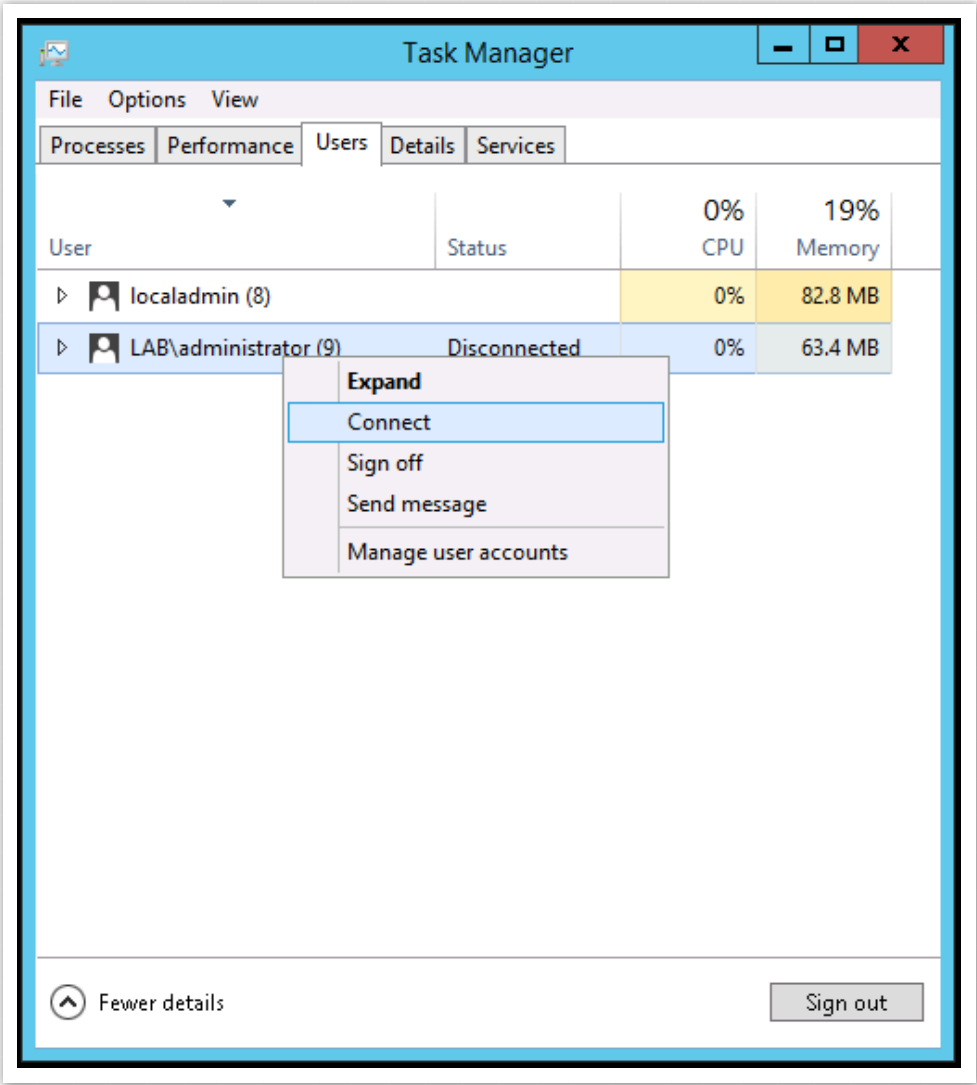 Task Manager
X
File Options View
Processes Performance Users Details Services
0% 19%
User Status CPU Memory
localadmin (8) 0% 82.8 MB
LAB\administrator (9) Disconnected 0% 63.4 MB
Expand
Connect
Sign off
Send message
Manage user accounts
Fewer details Sign out